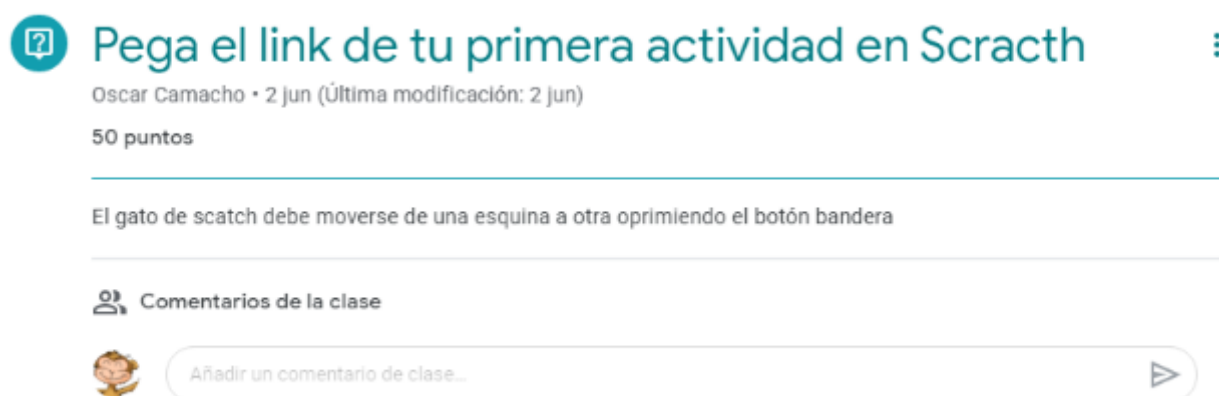 Pega el link de tu primera actividad en Scracth
Oscar Camacho • 2 jun (Última modificación: 2 jun)
50 puntos
El gato de scatch debe moverse de una esquina a otra oprimiendo el botón bandera
Comentarios de la clase
Añadir un comentario de clase...